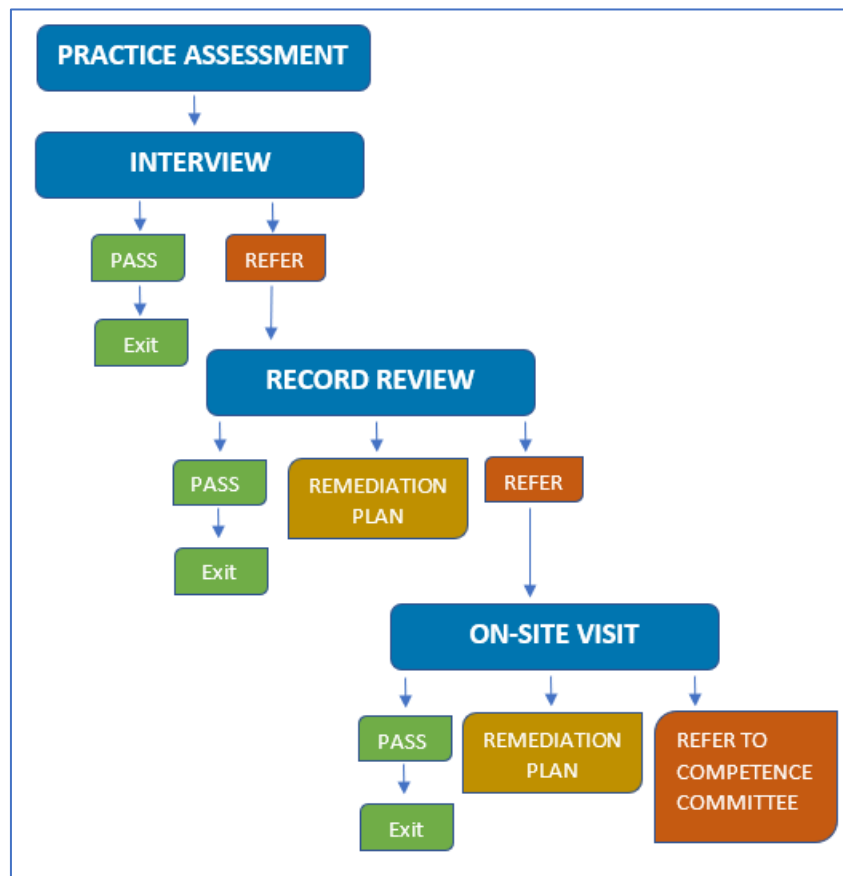 PRACTICE ASSESSMENT
INTERVIEW
PASS
REFER
Exit
RECORD REVIEW
PASS
REMEDIATION
PLAN
REFER
Exit
ON-SITE VISIT
PASS
REMEDIATION
PLAN
REFER TO
COMPETENCE
COMMITTEE
Exit